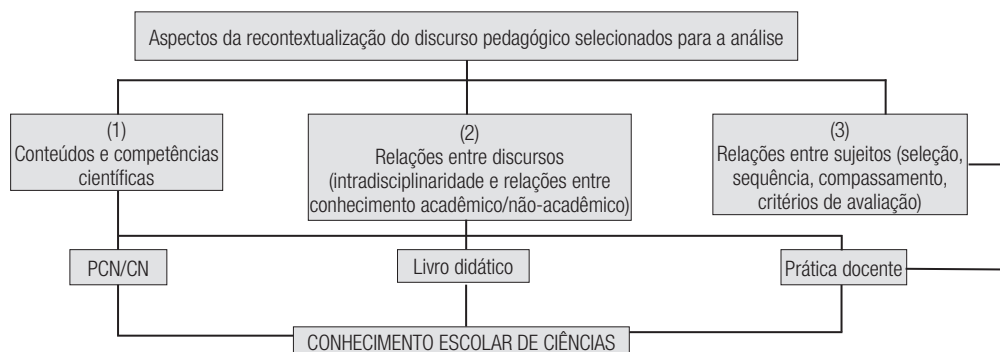 Aspectos da recontextualização do discurso pedagógico selecionados para a análise
(1)
Conteúdos e competências
científicas
(2)
Relações entre discursos
(intradisciplinaridade e relações entre
conhecimento acadêmico/não-acadêmico)
(3)
Relações entre sujeitos (seleção,
sequência, compassamento,
critérios de avaliação)
PCN/CN
Livro didático
Prática docente
CONHECIMENTO ESCOLAR DE CIÊNCIAS